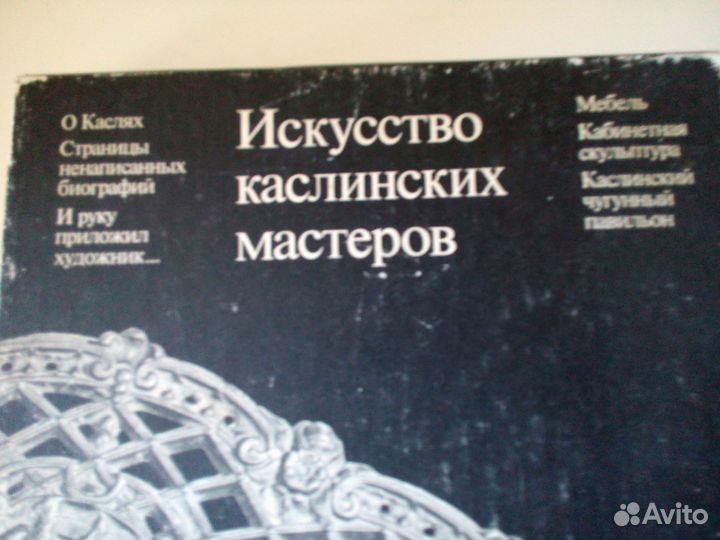 О Каслях
Страницы
ненаписанных
биографий
И руку
приложил
художник...
Искусство
каслинских
мастеров
Мебель
Кабинетная
скульптура
Каслинский
чугунный
павильон
Avito